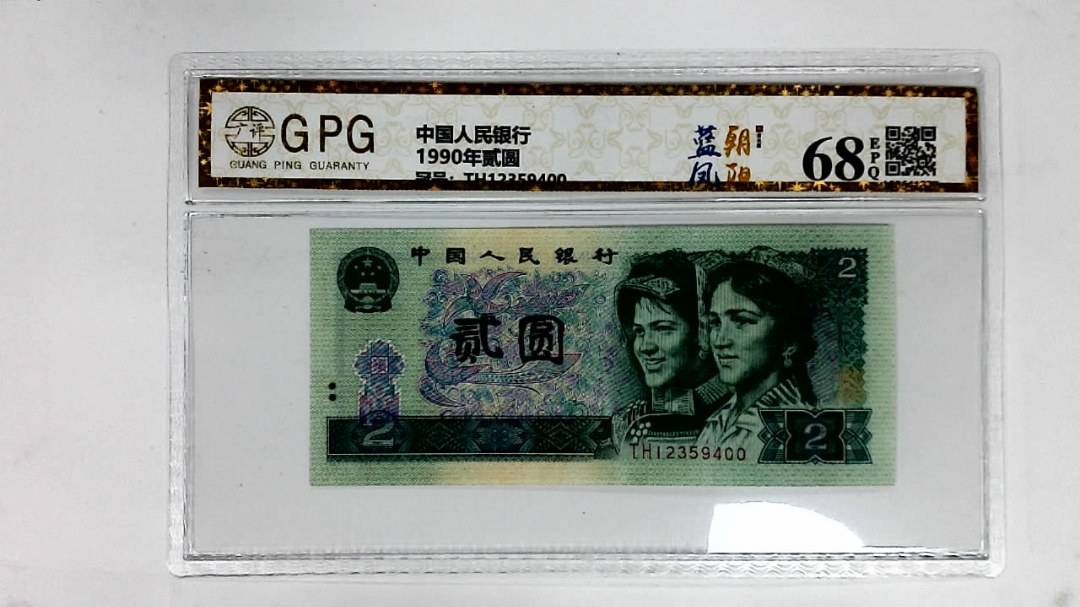 广评
GPG
GUANG PING GUARANTY
中国人民银行
1990年贰圆
冠号：TH12359400
蓝凤
朝阳
68
EPQ
中国人民银行
贰圆
2
2
2
TH12359400